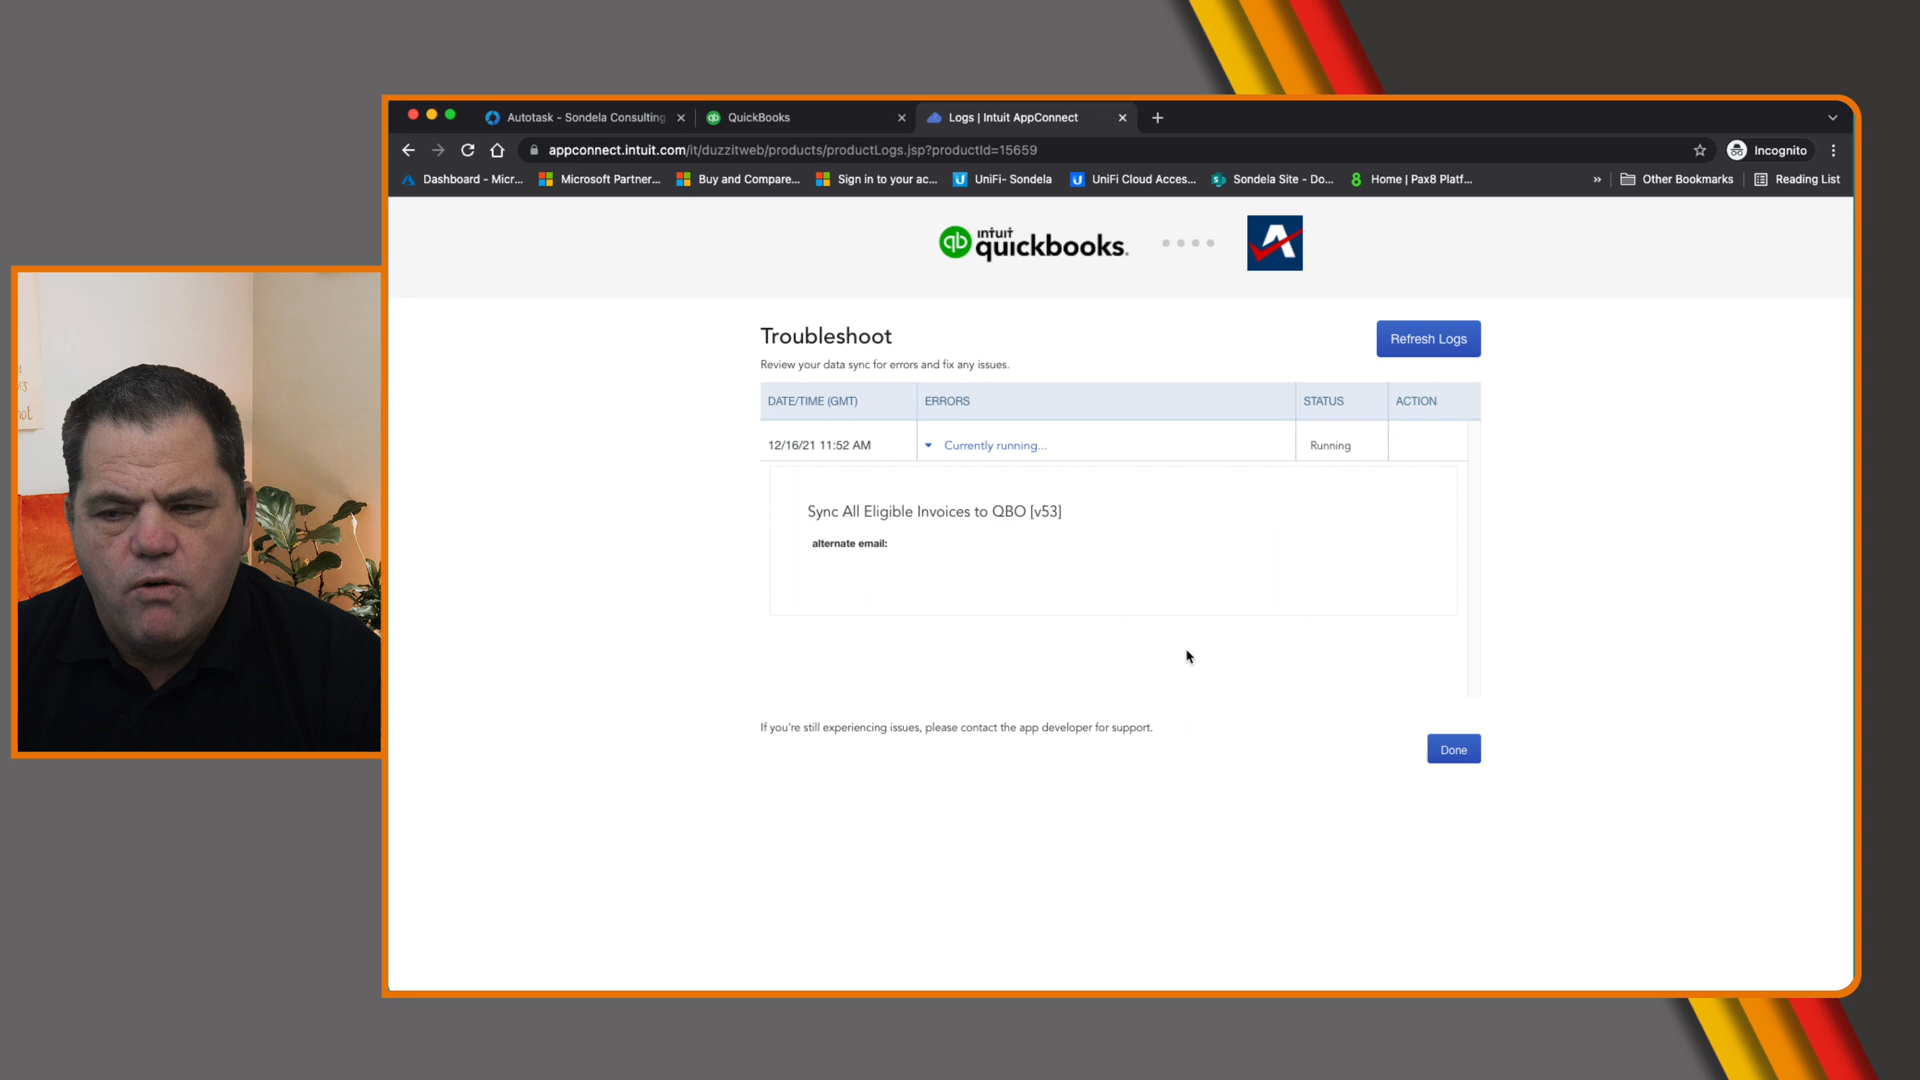 Autotask - Sondela Consulting
QuickBooks
Logs | Intuit AppConnect
appconnect.intuit.com/it/duzzitweb/products/productLogs.jsp?productId=15659
Incognito
Dashboard - Micr...
Microsoft Partner...
Buy and Compare...
Sign in to your ac...
UniFi- Sondela
UniFi Cloud Acces...
Sondela Site - Do...
Home | Pax8 Platf...
»
Other Bookmarks
Reading List
qb intuit quickbooks.
Troubleshoot
Refresh Logs
Review your data sync for errors and fix any issues.
DATE/TIME (GMT) ERRORS STATUS ACTION
12/16/21 11:52 AM Currently running... Running
Sync All Eligible Invoices to QBO [v53]
alternate email:
If you're still experiencing issues, please contact the app developer for support.
Done